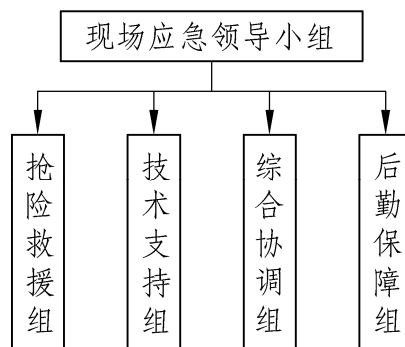 现场应急领导小组
抢险救援组
技术支持组
综合协调组
后勤保障组